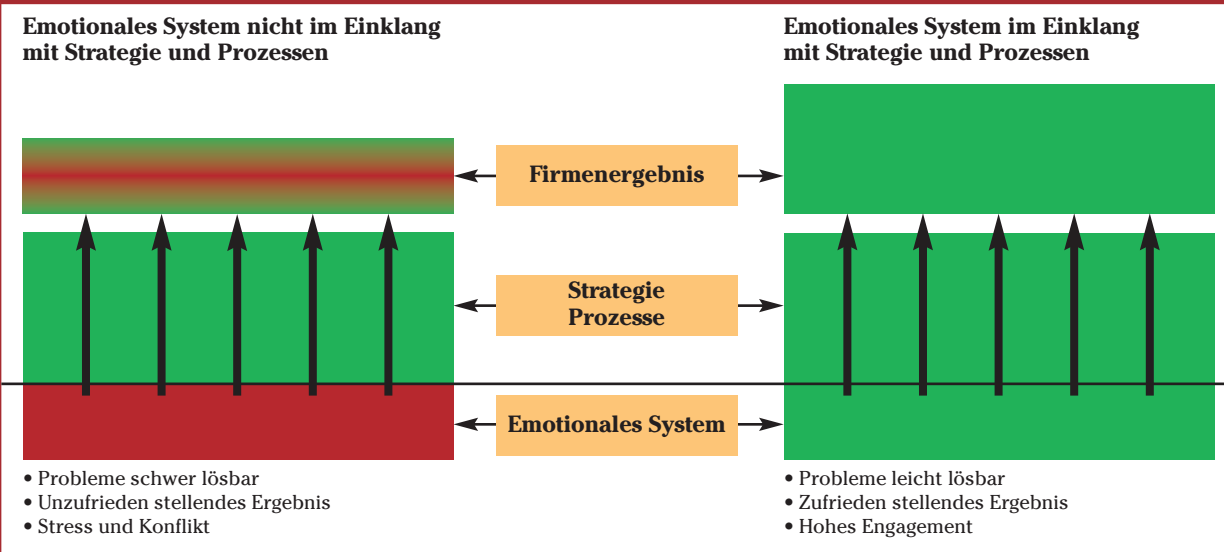 Emotionales System nicht im Einklang
mit Strategie und Prozessen
Emotionales System im Einklang
mit Strategie und Prozessen
Firmenergebnis
Strategie
Prozesse
Emotionales System
• Probleme schwer lösbar
• Unzufrieden stellendes Ergebnis
• Stress und Konflikt
• Probleme leicht lösbar
• Zufrieden stellendes Ergebnis
• Hohes Engagement